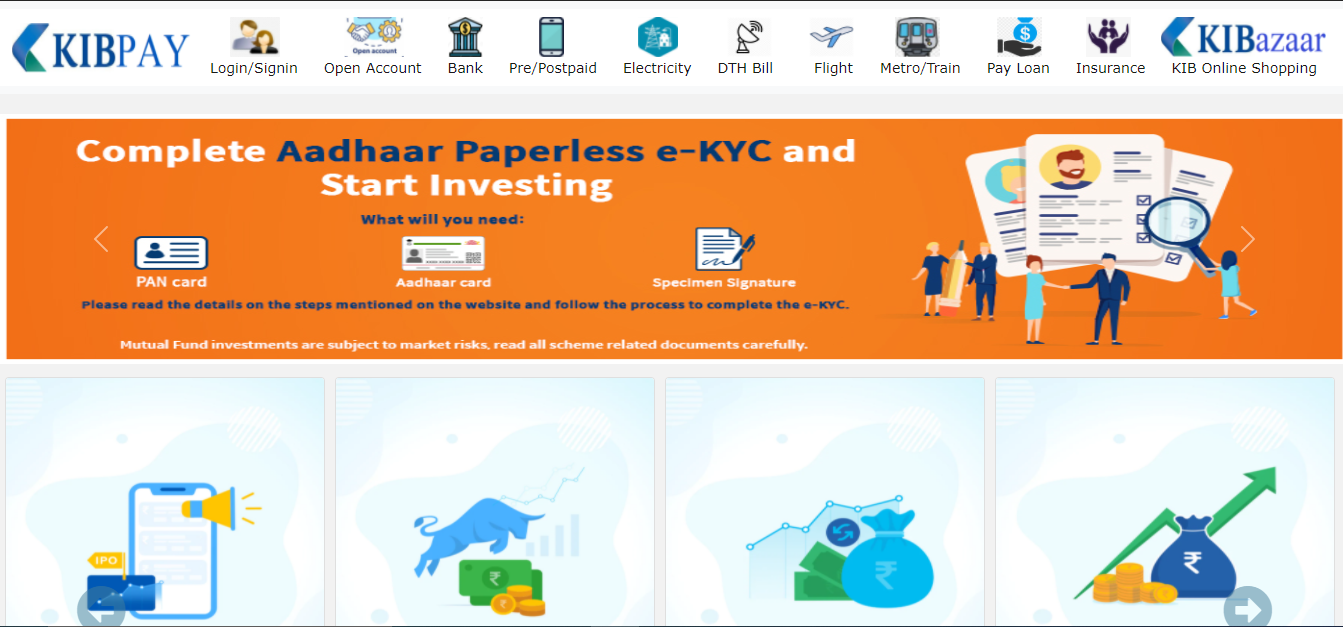 KIBPAY
Login/Signin
Open account
Open Account
Bank
Pre/Postpaid
Electricity
DTH Bill
Flight
Metro/Train
Pay Loan
Insurance
KIBazaar
KIB Online Shopping
Complete Aadhaar Paperless e-KYC and
Start Investing
What will you need:
PAN card
Aadhaar card
Specimen Signature
Please read the details on the steps mentioned on the website and follow the process to complete the e-KYC.
Mutual Fund investments are subject to market risks, read all scheme related documents carefully.
IPO
₹
₹
₹
₹